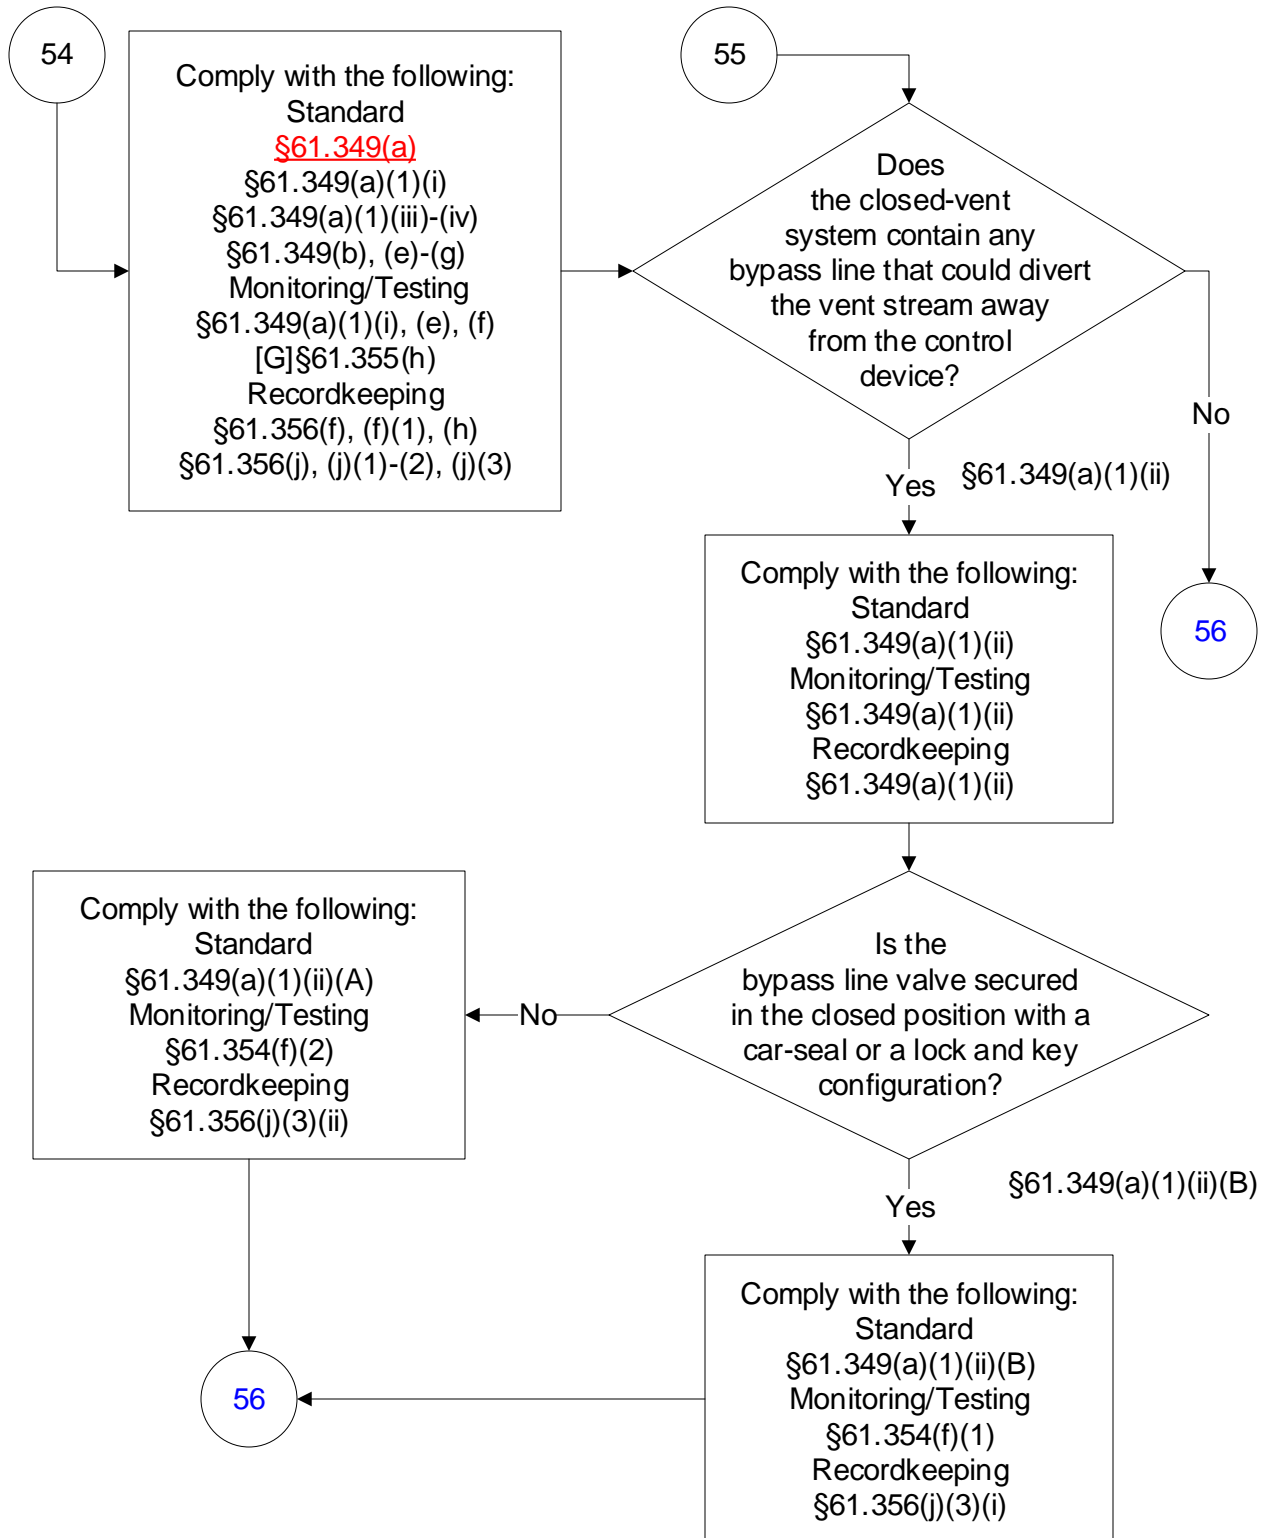 54
Comply with the following:
Standard
§61.349(a)
§61.349(a)(1)(i)
§61.349(a)(1)(iii)-(iv)
§61.349(b), (e)-(g)
Monitoring/Testing
§61.349(a)(1)(i), (e), (f)
[G]§61.355(h)
Recordkeeping
§61.356(f), (f)(1), (h)
§61.356(j), (j)(1)-(2), (j)(3)
55
Does
the closed-vent
system contain any
bypass line that could divert
the vent stream away
from the control
device?
No
56
Yes
§61.349(a)(1)(ii)
Comply with the following:
Standard
§61.349(a)(1)(ii)
Monitoring/Testing
§61.349(a)(1)(ii)
Recordkeeping
§61.349(a)(1)(ii)
Is the
bypass line valve secured
in the closed position with a
car-seal or a lock and key
configuration?
No
Comply with the following:
Standard
§61.349(a)(1)(ii)(A)
Monitoring/Testing
§61.354(f)(2)
Recordkeeping
§61.356(j)(3)(ii)
Yes
§61.349(a)(1)(ii)(B)
Comply with the following:
Standard
§61.349(a)(1)(ii)(B)
Monitoring/Testing
§61.354(f)(1)
Recordkeeping
§61.356(j)(3)(i)
56